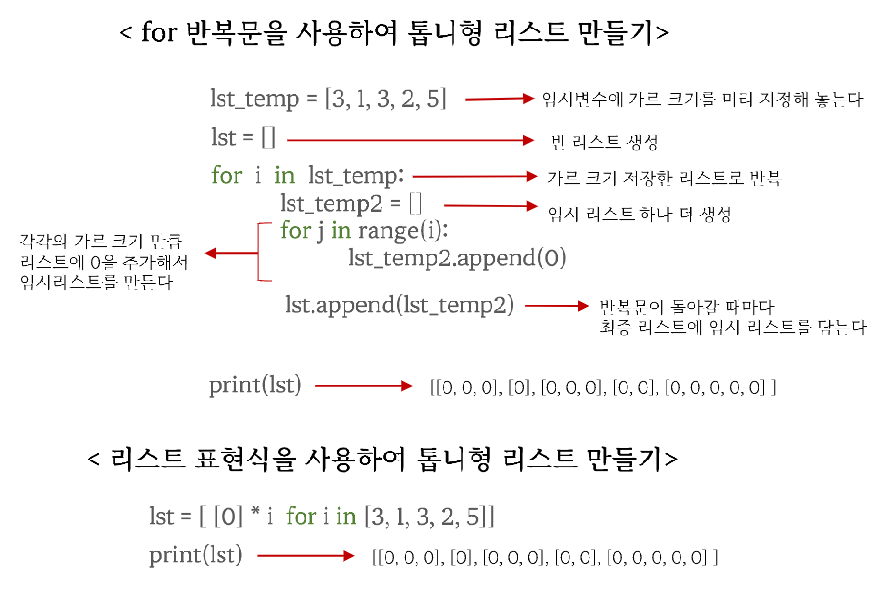 < for 반복문을 사용하여 톱니형 리스트 만들기>
lst_temp = [3, 1, 3, 2, 5]
임시변수에 가로 크기를 미리 지정해 놓는다
lst = []
빈 리스트 생성
for i in lst_temp:
가로 크기 저장한 리스트로 반복
lst_temp2 = []
임시 리스트 하나 더 생성
for j in range(i):
lst_temp2.append(0)
각각의 가로 크기 만큼
리스트에 0을 추가해서
임시리스트를 만든다
lst.append(lst_temp2)
반복문이 돌아갈 때마다
최종 리스트에 임시 리스트를 담는다
print(lst)
[[0, 0, 0], [0], [0, 0, 0], [0, 0], [0, 0, 0, 0, 0] ]
< 리스트 표현식을 사용하여 톱니형 리스트 만들기>
lst = [ [0] * i for i in [3, 1, 3, 2, 5]]
print(lst)
[[0, 0, 0], [0], [0, 0, 0], [0, 0], [0, 0, 0, 0, 0] ]